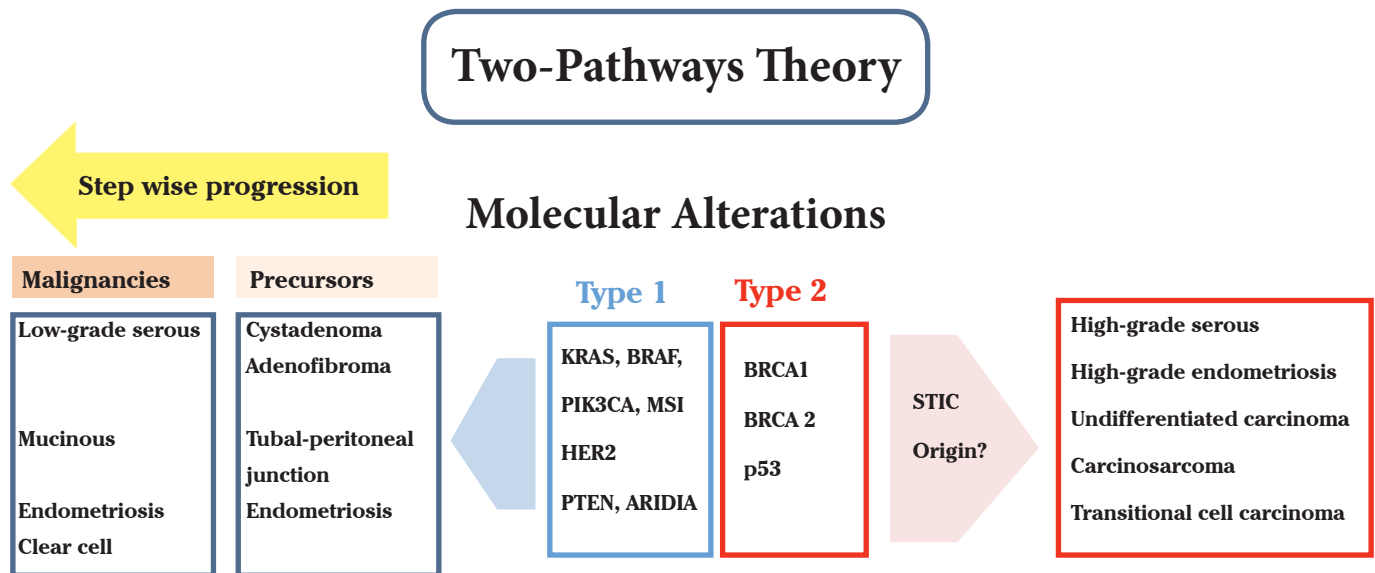 Two-Pathways Theory
Step wise progression
Molecular Alterations
Malignancies
Low-grade serous
Mucinous
Endometriosis
Clear cell
Precursors
Cystadenoma
Adenofibroma
Tubal-peritoneal
junction
Endometriosis
Type 1
KRAS, BRAF,
PIK3CA, MSI
HER2
PTEN, ARIDIA
Type 2
BRCA1
BRCA 2
p53
STIC
Origin?
High-grade serous
High-grade endometriosis
Undifferentiated carcinoma
Carcinosarcoma
Transitional cell carcinoma